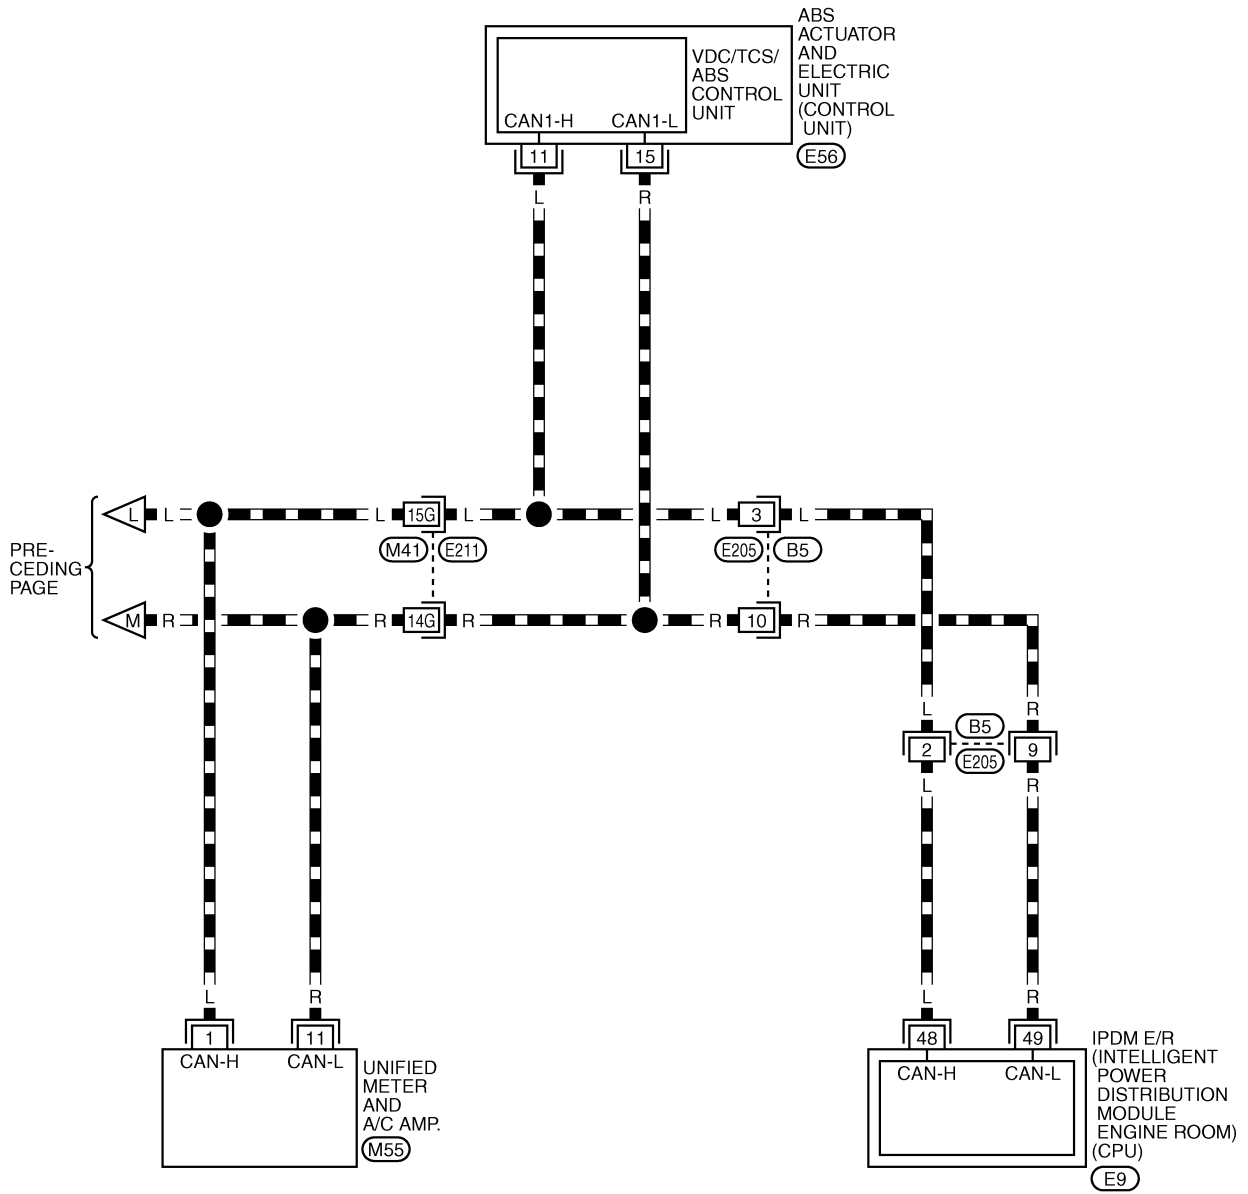 ABS
ACTUATOR
AND
ELECTRIC
UNIT
(CONTROL
UNIT)
E56
VDC/TCS/
ABS
CONTROL
UNIT
CAN1-H CAN1-L
11 15
L R
PRE-
CEDING
PAGE
L L L 15G L L 3 L
M41 E211 E205 B5
M R R 14G R R 10 R
L R
B5
2 9
E205
L R
L R
1 11
CAN-H CAN-L
UNIFIED
METER
AND
A/C AMP.
M55
L R
48 49
CAN-H CAN-L
IPDM E/R
(INTELLIGENT
POWER
DISTRIBUTION
MODULE
ENGINE ROOM)
(CPU)
E9